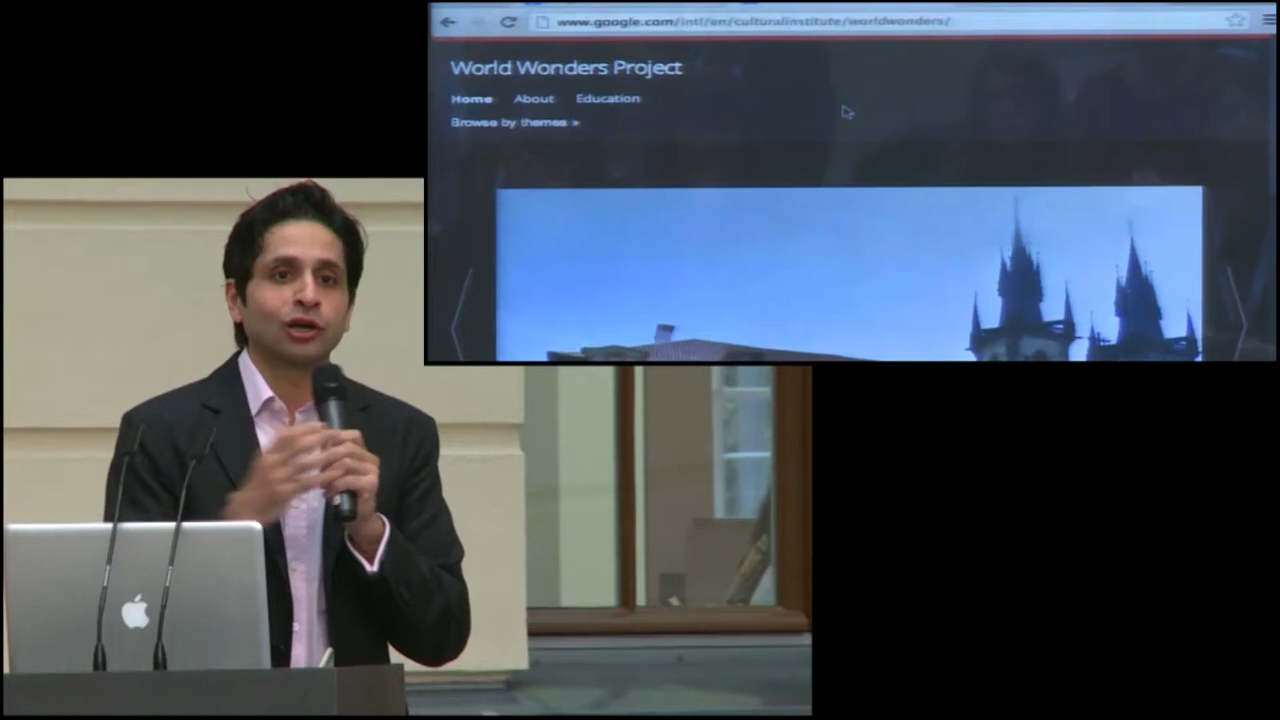 www.google.com/intl/en/culturalinstitute/worldwonders/
World Wonders Project
Home About Education
Browse by themes »